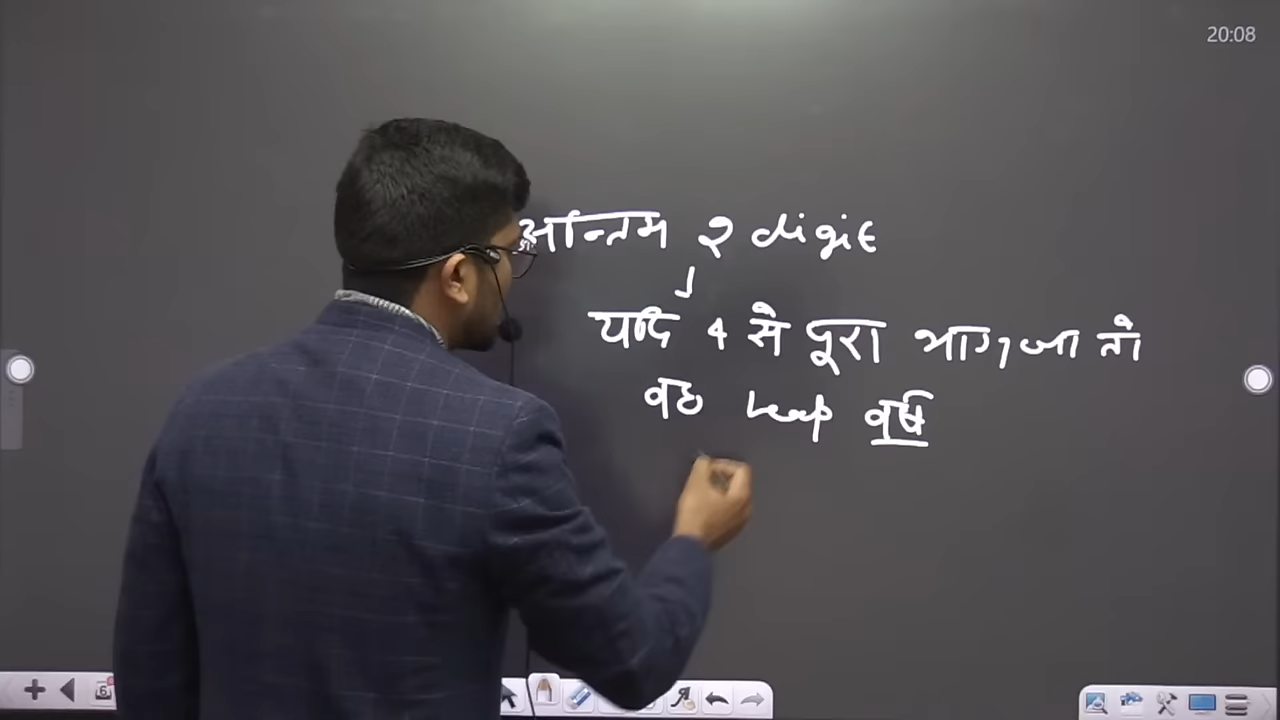 20:08
अन्तिम 2 digit
यदि 4 से पूरा भाग जा तो
वह Leap वर्ष